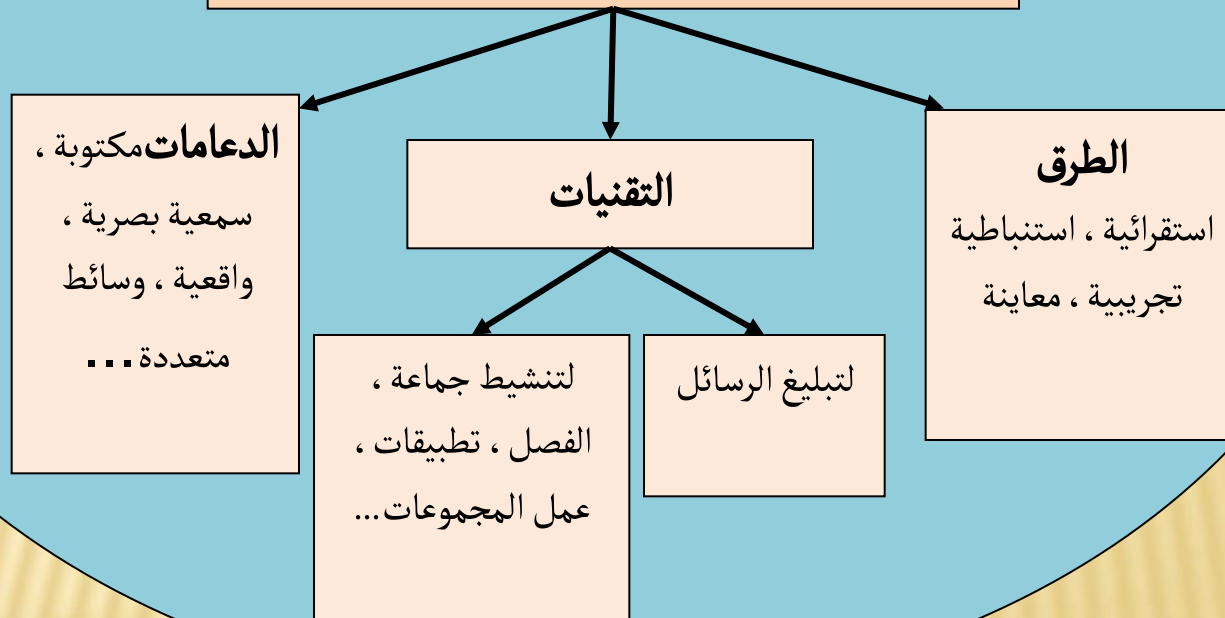 الطرق
استقرائية ، استنباطية
تجريبية ، معاينة
التقنيات
لتبليغ الرسائل
لتنشيط جماعة ،
الفصل ، تطبيقات ،
عمل المجموعات...
الدعاماتمكتوبة ،
سمعية بصرية ،
واقعية ، وسائط
متعددة...